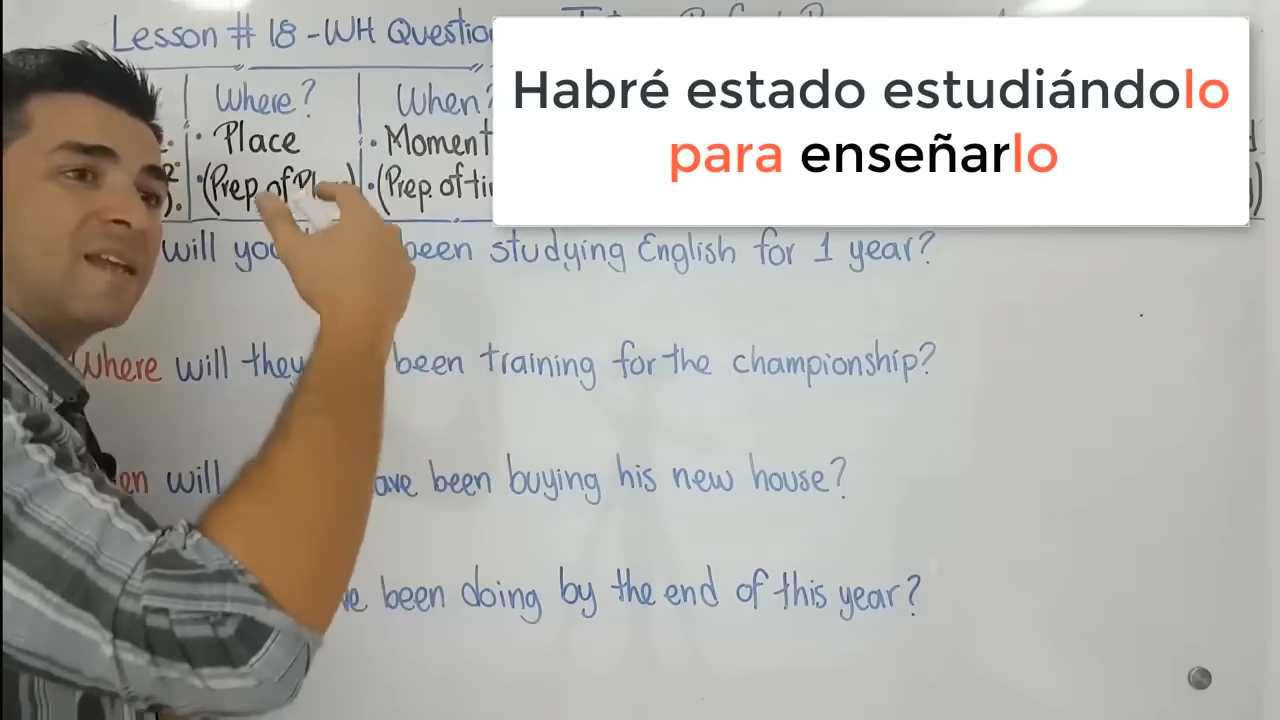 Lesson # 18 - WH Question
Habré estado estudiándolo
para enseñarlo
Where?
When?
• Place
• Moment
(Prep of Place)
• (Prep. of ti
will you been studying English for 1 year?
Where will they been training for the championship?
en will ave been buying his new house?
ve been doing by the end of this year?